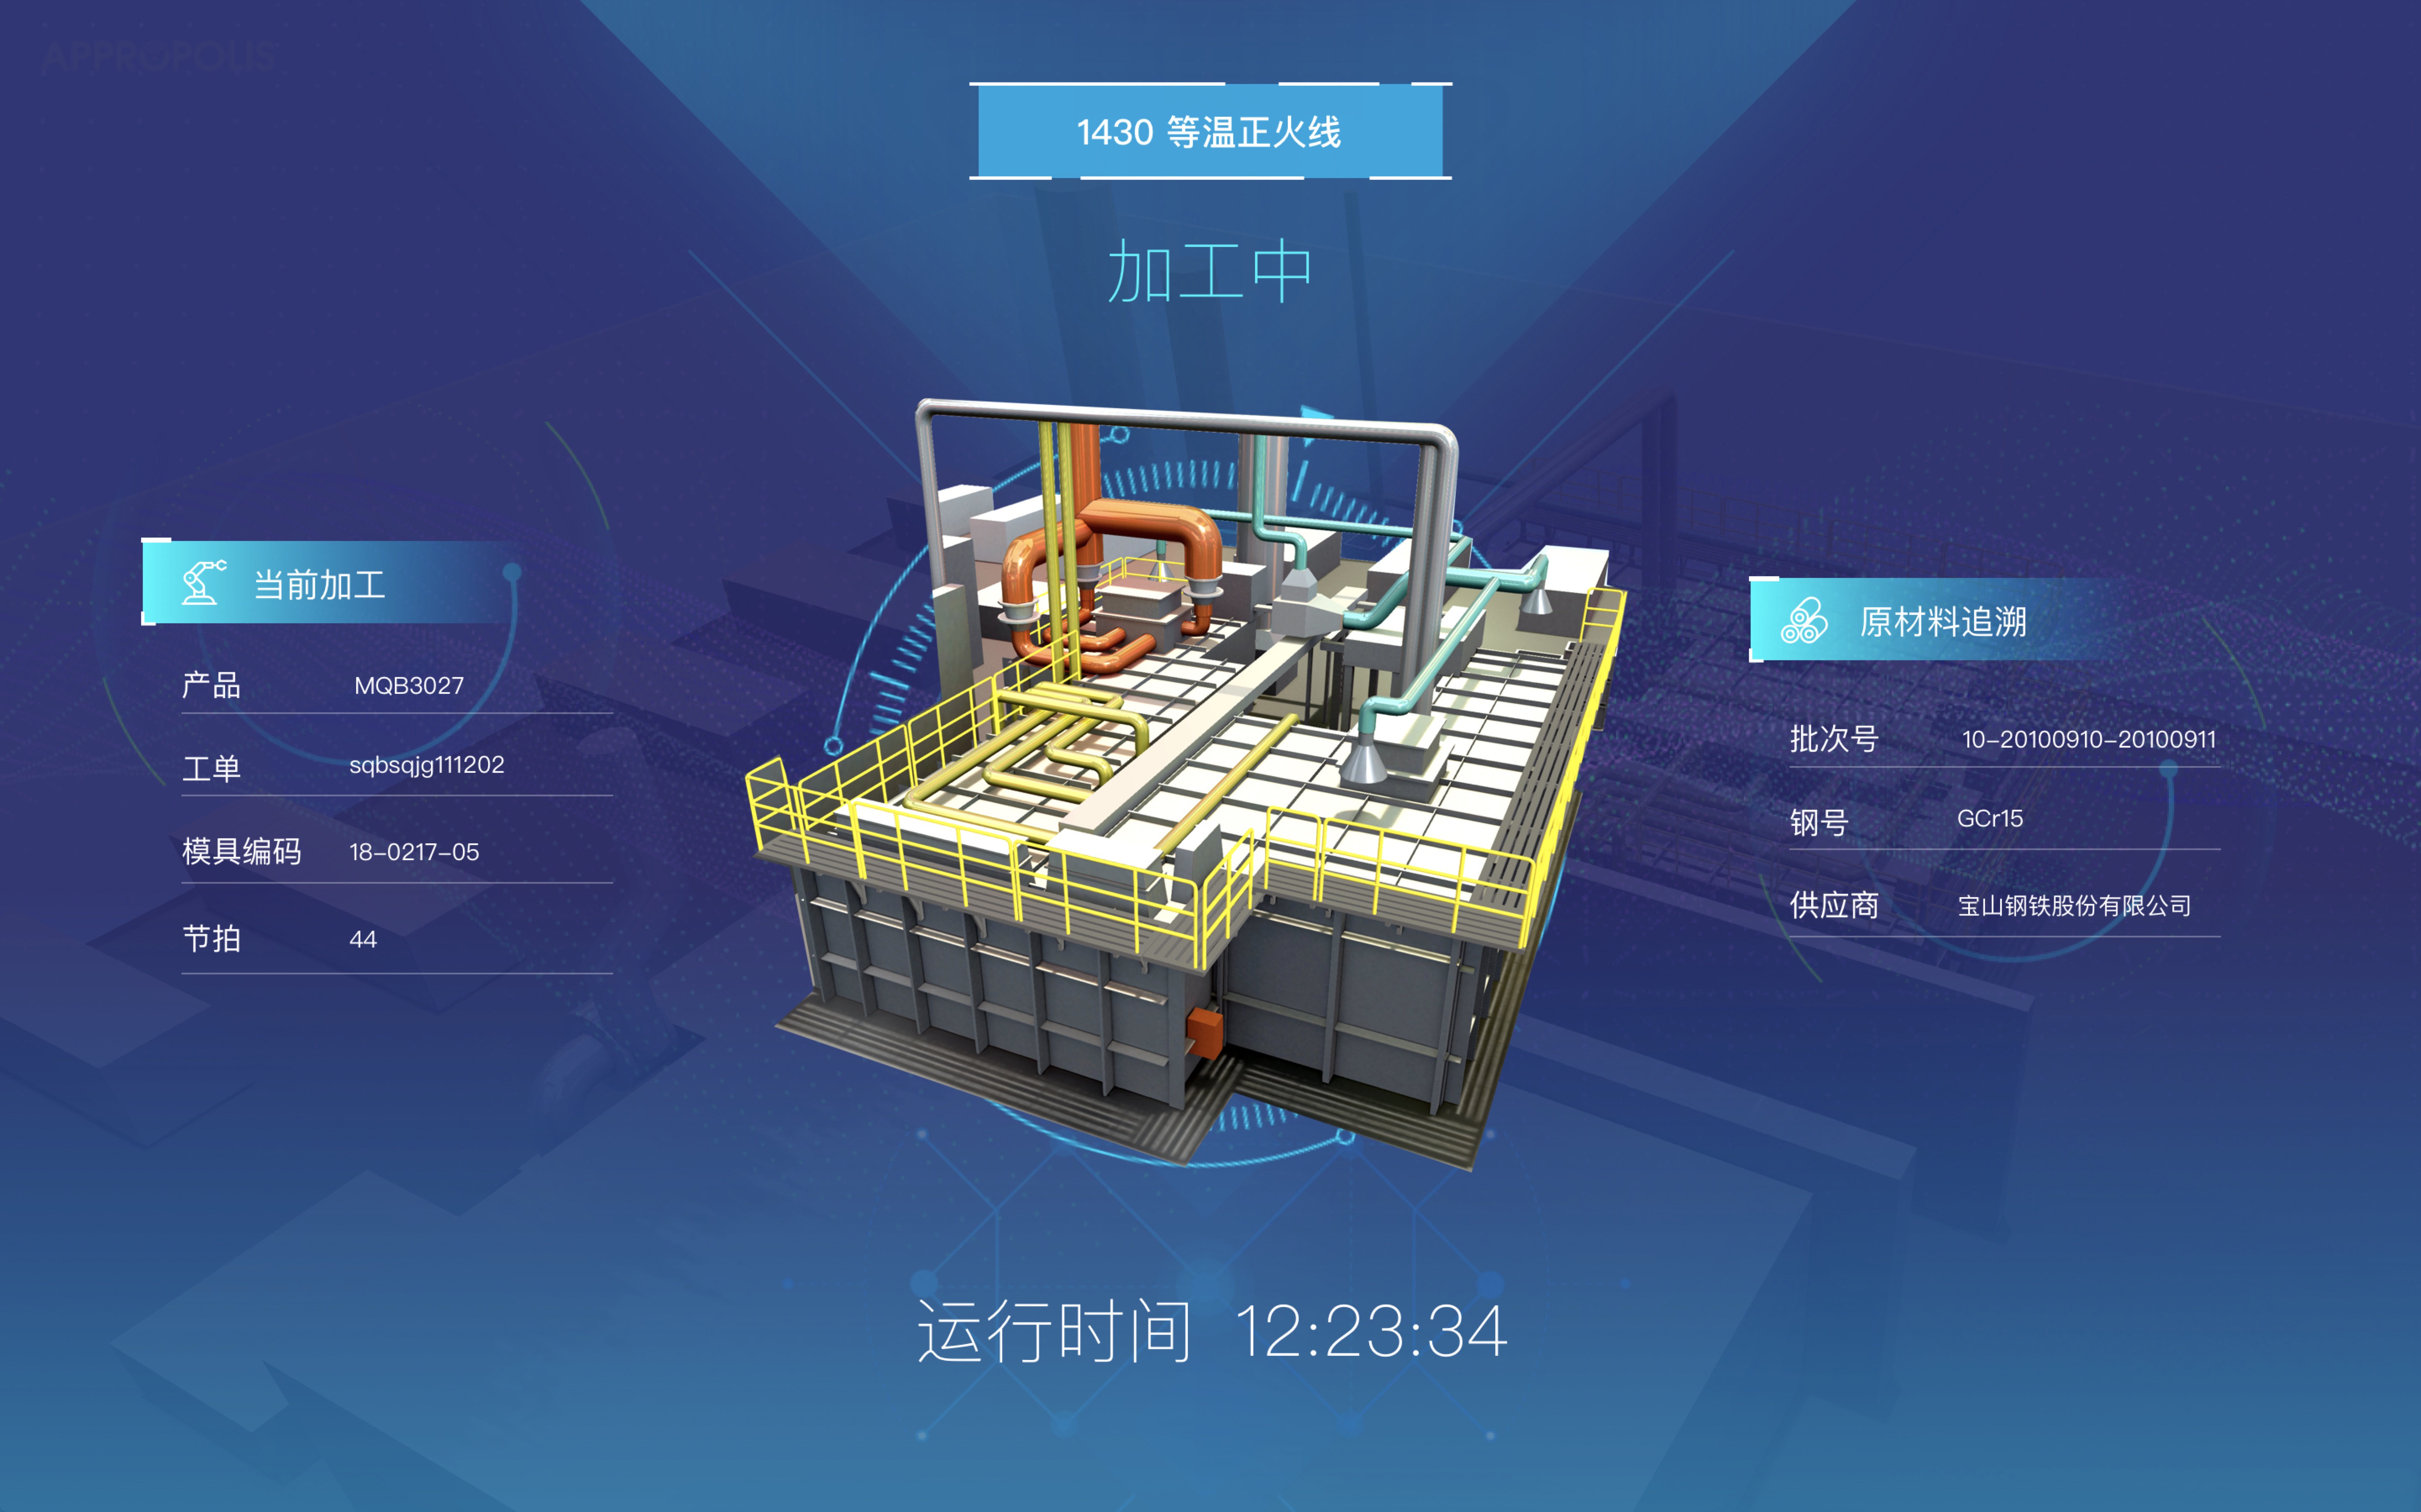 APPROPOLIS
1430 等温正火线
加工中
当前加工
产品 MQB3027
工单 sqbsqjg111202
模具编码 18-0217-05
节拍 44
原材料追溯
批次号 10-20100910-20100911
钢号 GCr15
供应商 宝山钢铁股份有限公司
运行时间 12:23:34